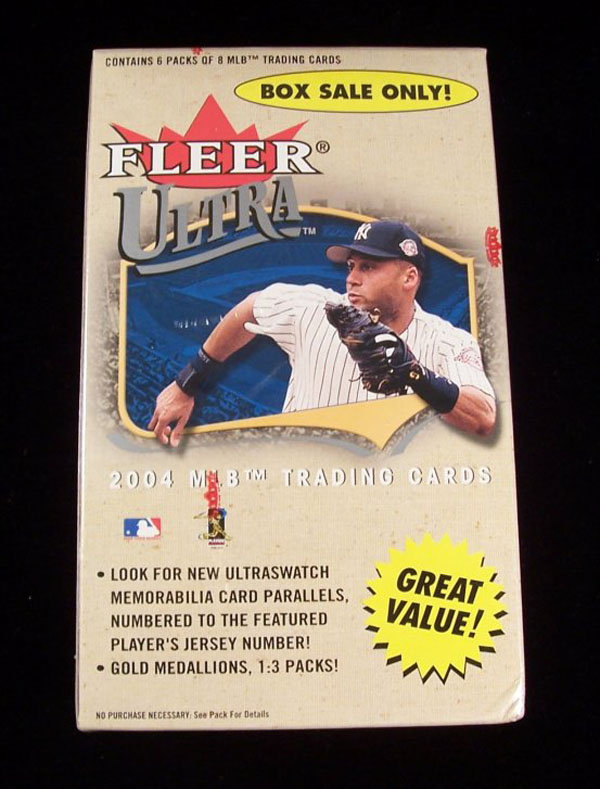 CONTAINS 6 PACKS OF 8 MLB™ TRADING CARDS
BOX SALE ONLY!
FLEER®
ULTRA™
NY
2004 MLB™ TRADING CARDS
• LOOK FOR NEW ULTRASWATCH
MEMORABILIA CARD PARALLELS,
NUMBERED TO THE FEATURED
PLAYER'S JERSEY NUMBER!
• GOLD MEDALLIONS, 1:3 PACKS!
GREAT
VALUE!
NO PURCHASE NECESSARY: See Pack For Details